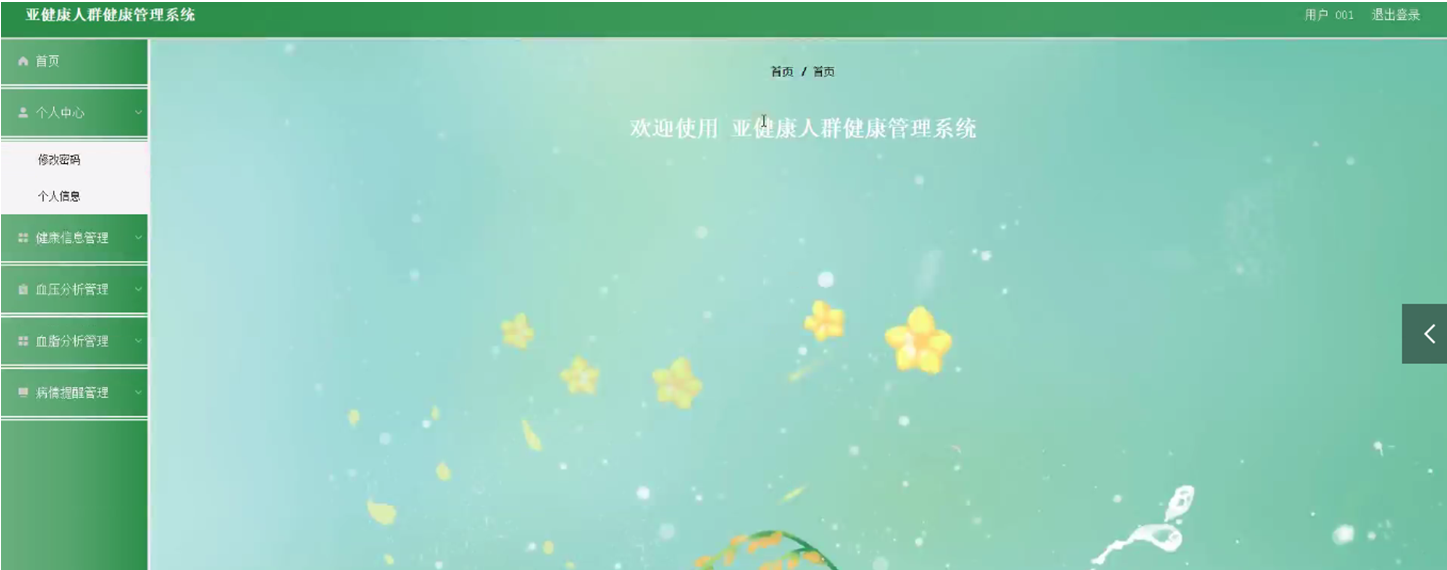 亚健康人群健康管理系统
用户 001 退出登录
首页
个人中心
修改密码
个人信息
健康信息管理
血压分析管理
血脂分析管理
病情提醒管理
首页 / 首页
欢迎使用 亚健康人群健康管理系统